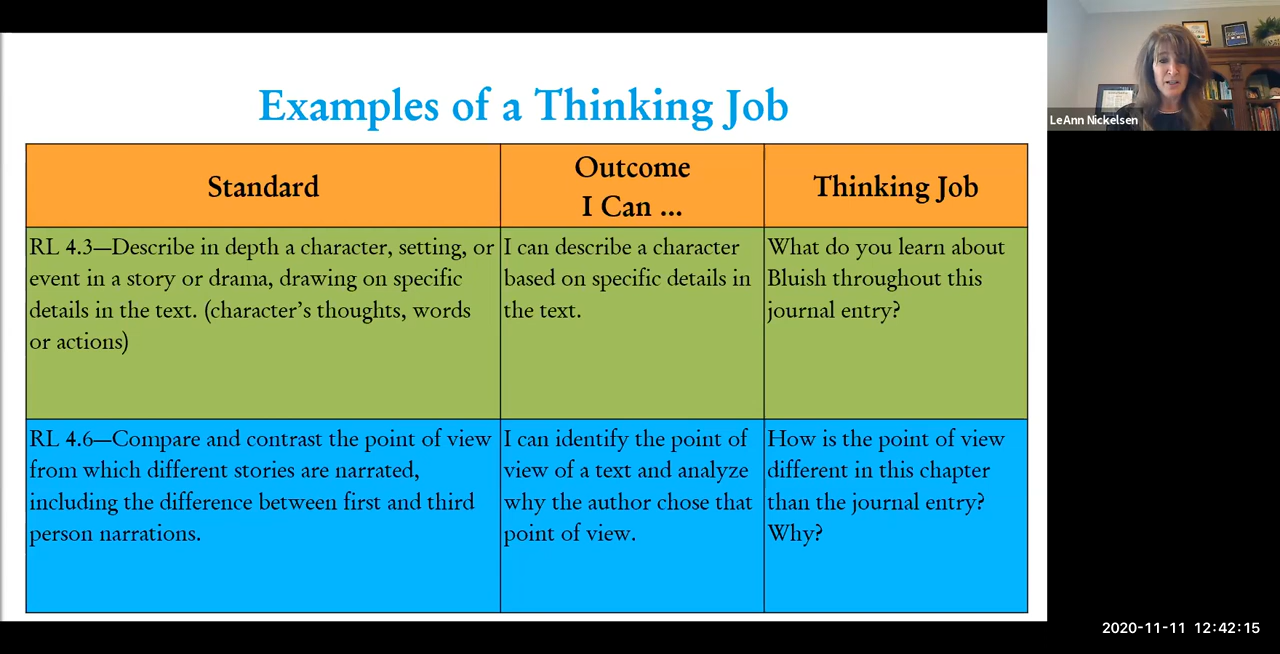 Examples of a Thinking Job
Standard
Outcome
I Can ...
Thinking Job
RL 4.3—Describe in depth a character, setting, or
event in a story or drama, drawing on specific
details in the text. (character's thoughts, words
or actions)
I can describe a character
based on specific details in
the text.
What do you learn about
Bluish throughout this
journal entry?
RL 4.6—Compare and contrast the point of view
from which different stories are narrated,
including the difference between first and third
person narrations.
I can identify the point of
view of a text and analyze
why the author chose that
point of view.
How is the point of view
different in this chapter
than the journal entry?
Why?
LeAnn Nickelsen
2020-11-11 12:42:15